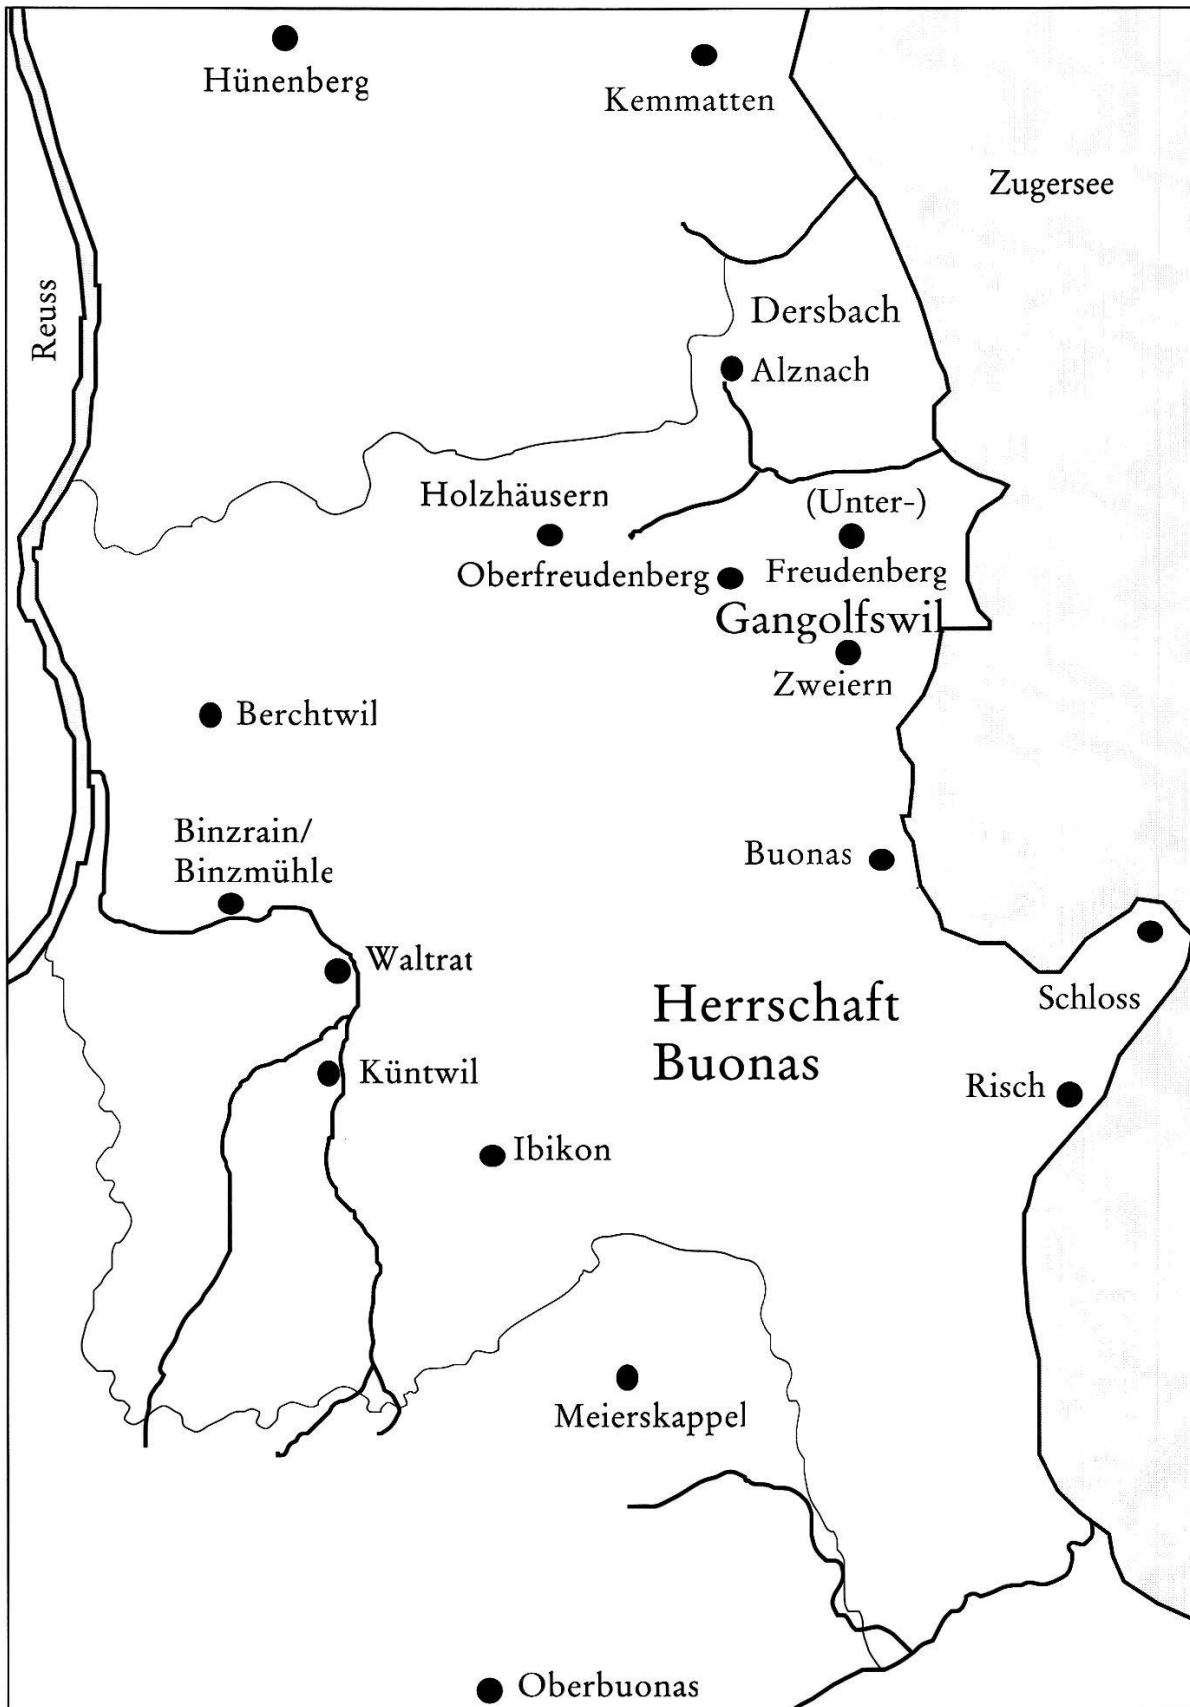 Hünenberg
Kemmatten
Zugersee
Reuss
Dersbach
Alznach
Holzhäusern
(Unter-)
Oberfreudenberg
Freudenberg
Gangolfswil
Zweiern
Berchtwil
Binzrain/
Binzmühle
Buonas
Waltrat
Herrschaft
Buonas
Schloss
Küntwil
Risch
Ibikon
Meierskappel
Oberbuonas